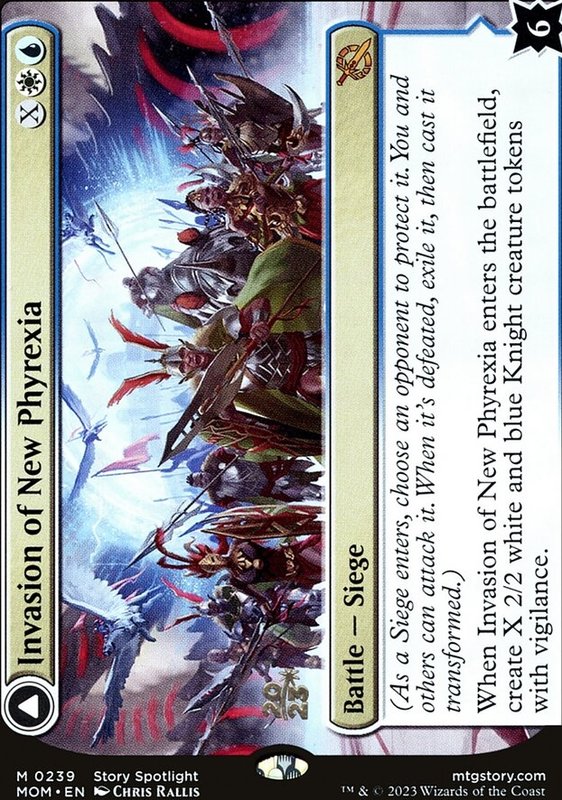 Invasion of New Phyrexia X
2023
Battle — Siege
(As a Siege enters, choose an opponent to protect it. You and
others can attack it. When it's defeated, exile it, then cast it
transformed.)
When Invasion of New Phyrexia enters the battlefield,
create X 2/2 white and blue Knight creature tokens
with vigilance.
6
M 0239 Story Spotlight
MOM • EN Chris Rallis
mtgstory.com
™ & © 2023 Wizards of the Coast